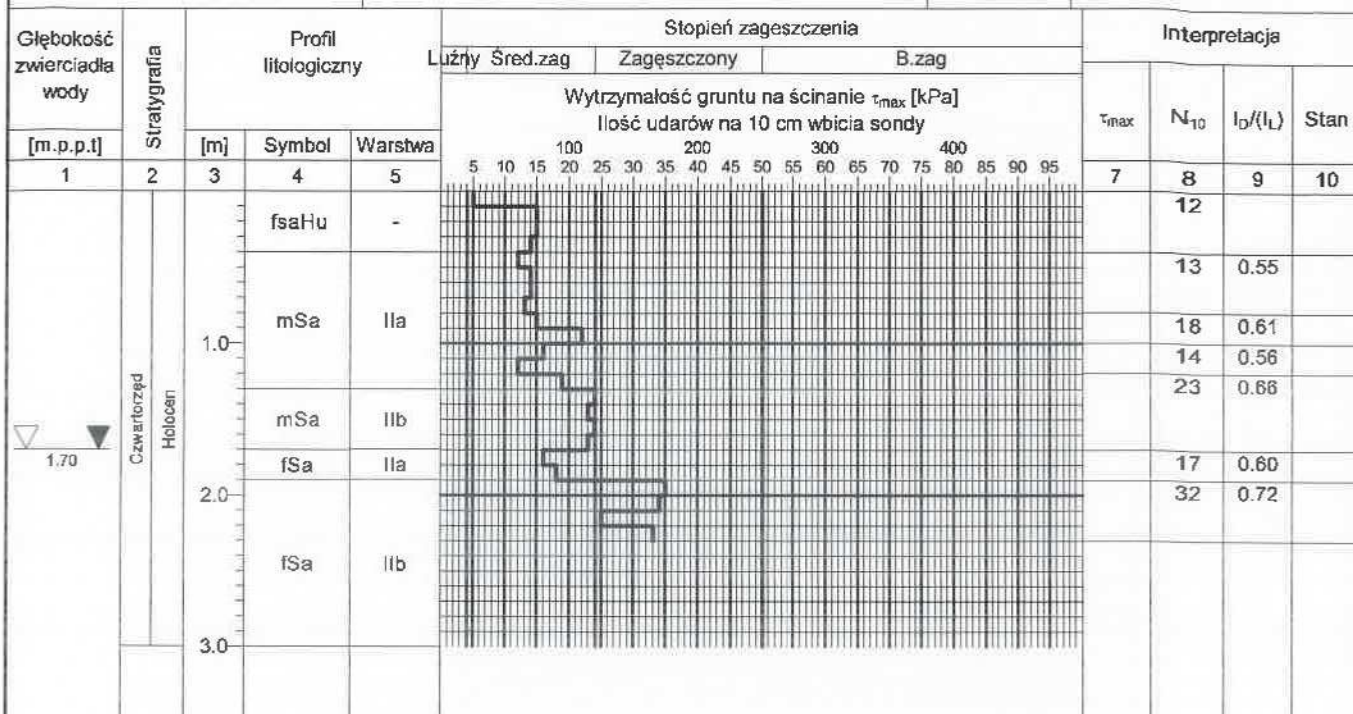 Głębokość zwierciadła wody
Stratygrafia
Profil litologiczny
Stopień zagęszczenia
Interpretacja
Luźny Śred.zag Zagęszczony B.zag
Wytrzymałość gruntu na ścinanie τmax [kPa]
Ilość udarów na 10 cm wbicia sondy
τmax N10 ID/(IL) Stan
[m.p.p.t] [m] Symbol Warstwa
100 200 300 400
5 10 15 20 25 30 35 40 45 50 55 60 65 70 75 80 85 90 95
1 2 3 4 5 7 8 9 10
fsaHu - 12
13 0.55
mSa IIa 18 0.61
1.0 14 0.56
23 0.66
Czwartorzęd
Holocen
mSa IIb
1.70
fSa IIa 17 0.60
2.0 32 0.72
fSa IIb
3.0